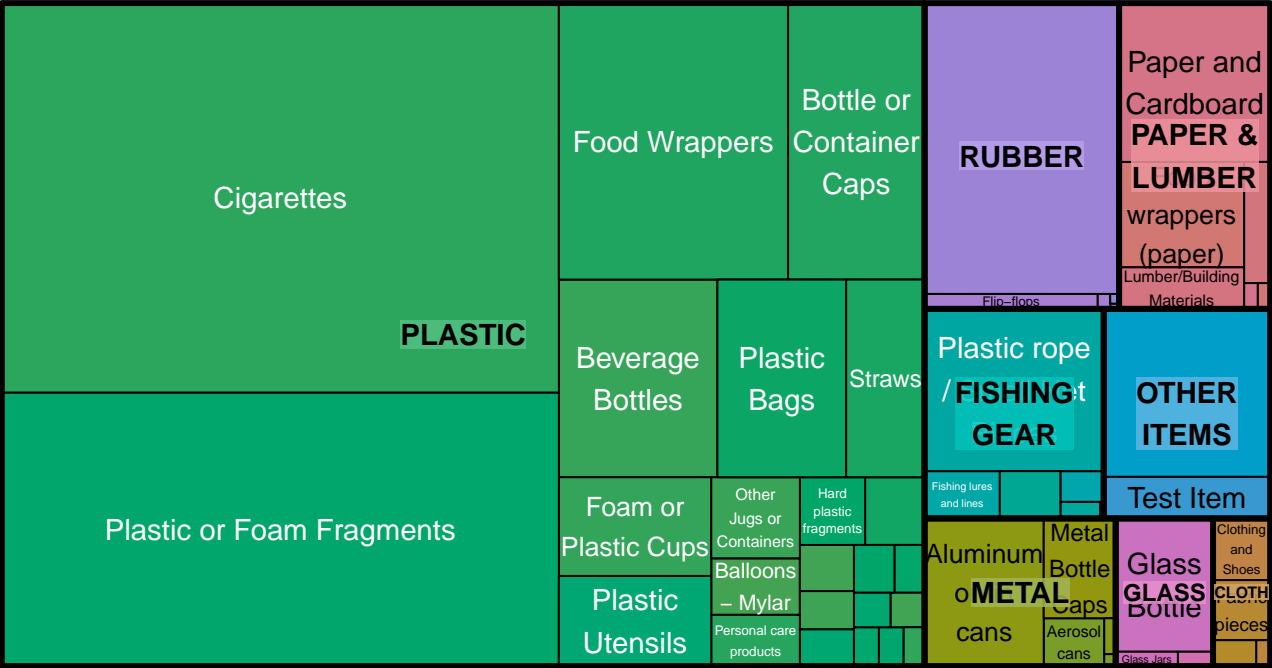 Cigarettes
PLASTIC
Plastic or Foam Fragments
Food Wrappers
Bottle or
Container
Caps
Beverage
Bottles
Plastic
Bags
Straws
Foam or
Plastic Cups
Plastic
Utensils
Other
Jugs or
Containers
Balloons
– Mylar
Personal care
products
Hard
plastic
fragments
RUBBER
Flip–flops
Paper and
Cardboard
PAPER &
LUMBER
wrappers
(paper)
Lumber/Building
Materials
Plastic rope
/
FISHING
GEAR
Fishing lures
and lines
OTHER
ITEMS
Test Item
Aluminum
METAL
cans
Metal
Bottle
Caps
Aerosol
cans
Glass
GLASS
Bottle
Glass Jars
Clothing
and
Shoes
CLOTH
Fabric
pieces